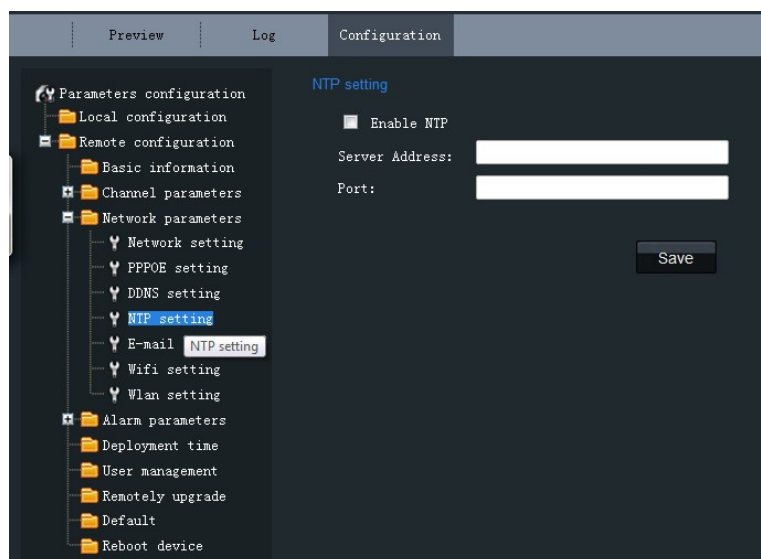 Preview Log Configuration
Parameters configuration
Local configuration
Remote configuration
Basic information
Channel parameters
Network parameters
Network setting
PPPOE setting
DDNS setting
NTP setting
E-mail
NTP setting
Wifi setting
Wlan setting
Alarm parameters
Deployment time
User management
Remotely upgrade
Default
Reboot device
NTP setting
Enable NTP
Server Address:
Port:
Save